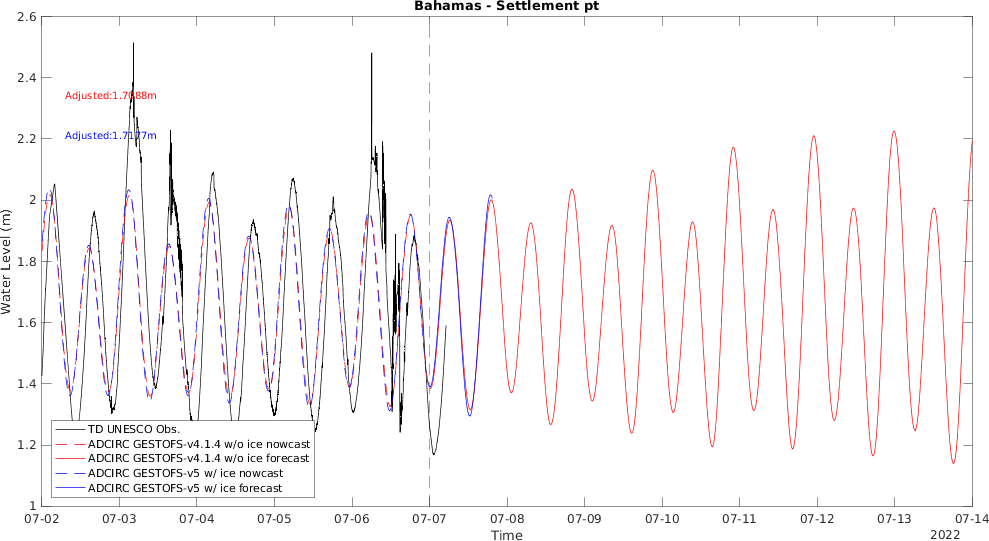 Bahamas - Settlement pt
2.6
2.4
2.2
2
1.8
1.6
1.4
1.2
1
Water Level (m)
Adjusted:1.7088m
Adjusted:1.7177m
TD UNESCO Obs.
ADCIRC GESTOFS-v4.1.4 w/o ice nowcast
ADCIRC GESTOFS-v4.1.4 w/o ice forecast
ADCIRC GESTOFS-v5 w/ ice nowcast
ADCIRC GESTOFS-v5 w/ ice forecast
07-02 07-03 07-04 07-05 07-06 07-07 07-08 07-09 07-10 07-11 07-12 07-13 07-14
Time
2022